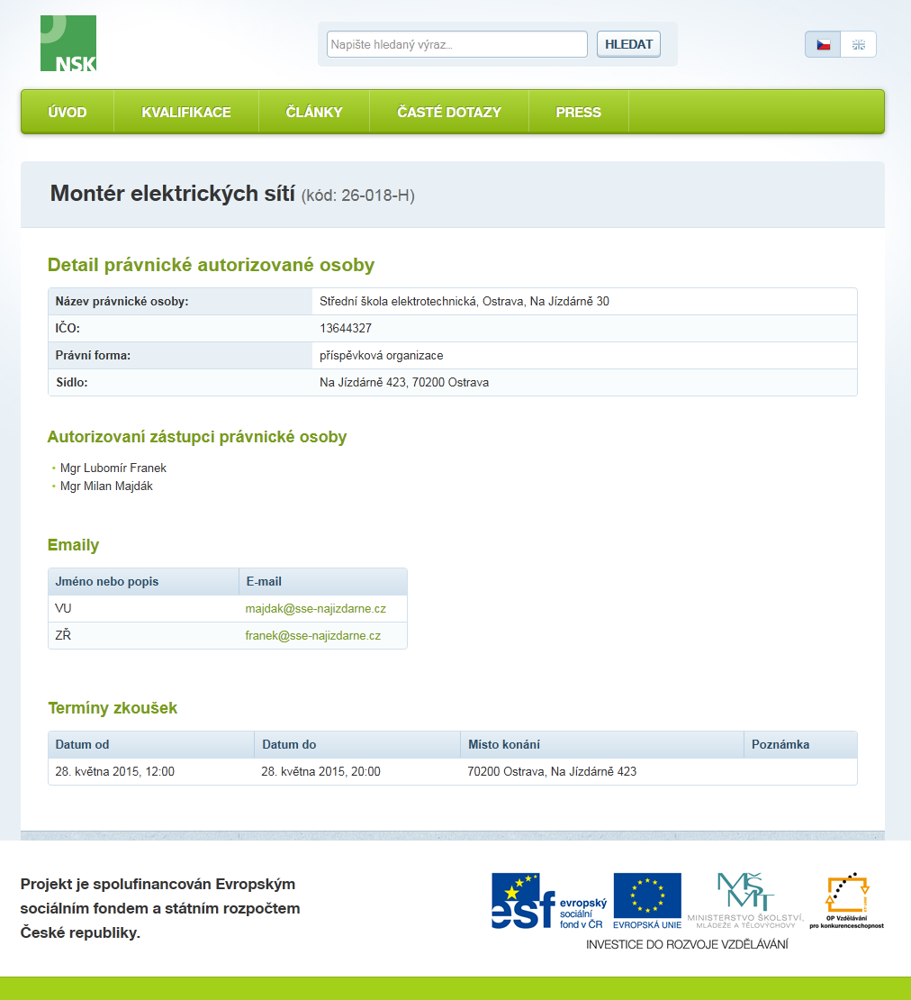 NSK
Napište hledaný výraz...
HLEDAT
ÚVOD KVALIFIKACE ČLÁNKY ČASTÉ DOTAZY PRESS
Montér elektrických sítí (kód: 26-018-H)
Detail právnické autorizované osoby
Název právnické osoby: Střední škola elektrotechnická, Ostrava, Na Jízdárně 30
IČO: 13644327
Právní forma: příspěvková organizace
Sídlo: Na Jízdárně 423, 70200 Ostrava
Autorizovaní zástupci právnické osoby
• Mgr Lubomír Franek
• Mgr Milan Majdák
Emaily
Jméno nebo popis E-mail
VU majdak@sse-najizdarne.cz
ZŘ franek@sse-najizdarne.cz
Termíny zkoušek
Datum od Datum do Místo konání Poznámka
28. května 2015, 12:00 28. května 2015, 20:00 70200 Ostrava, Na Jízdárně 423
Projekt je spolufinancován Evropským
sociálním fondem a státním rozpočtem
České republiky.
esf evropský
sociální
fond v ČR
EVROPSKÁ UNIE
MŠMT
MINISTERSTVO ŠKOLSTVÍ,
MLÁDEŽE A TĚLOVÝCHOVY
OP Vzdělávání
pro konkurenceschopnost
INVESTICE DO ROZVOJE VZDĚLÁVÁNÍ